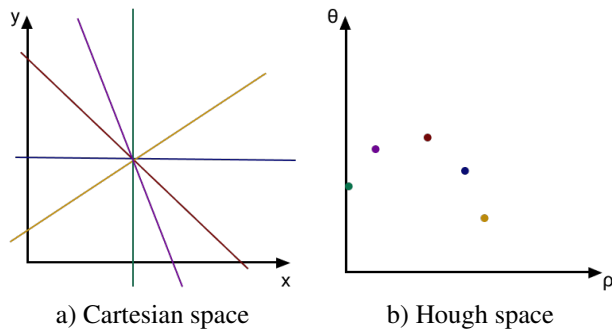 y
x
a) Cartesian space
θ
ρ
b) Hough space